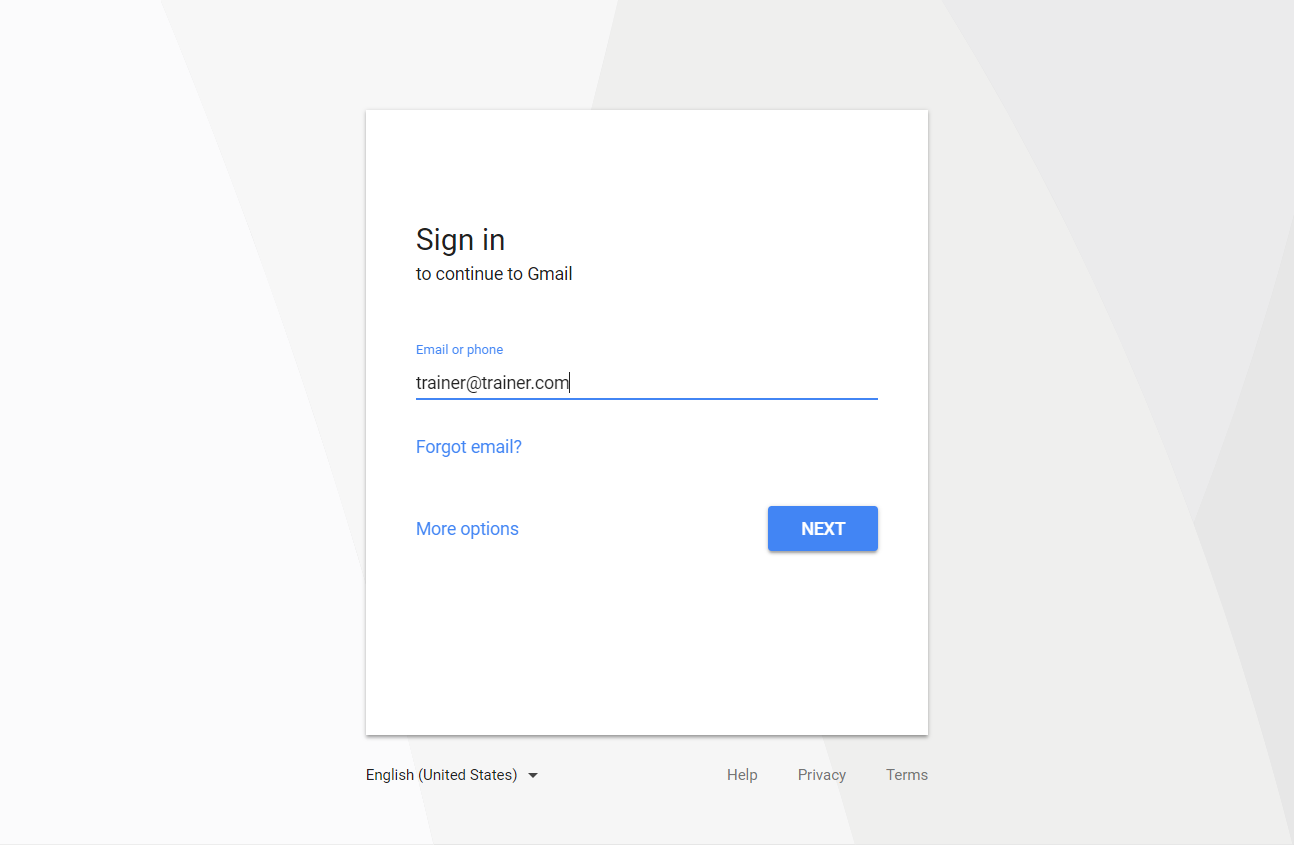 Sign in
to continue to Gmail
Email or phone
trainer@trainer.com
Forgot email?
More options
NEXT
English (United States)
Help
Privacy
Terms